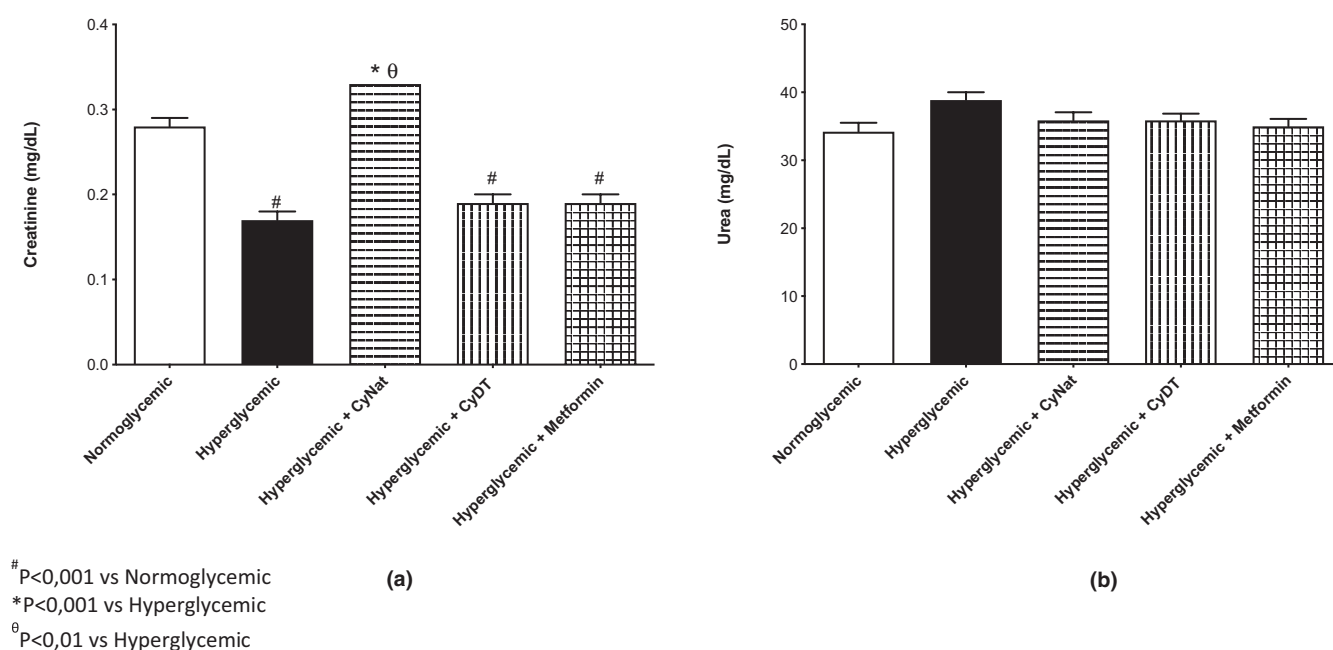 0.4
0.3
0.2
0.1
0.0
Creatinine (mg/dL)
#
* θ
#
#
Normoglycemic
Hyperglycemic
Hyperglycemic + CyNat
Hyperglycemic + CyDT
Hyperglycemic + Metformin
(a)
50
40
30
20
10
0
Urea (mg/dL)
Normoglycemic
Hyperglycemic
Hyperglycemic + CyNat
Hyperglycemic + CyDT
Hyperglycemic + Metformin
(b)
#P<0,001 vs Normoglycemic
*P<0,001 vs Hyperglycemic
θP<0,01 vs Hyperglycemic